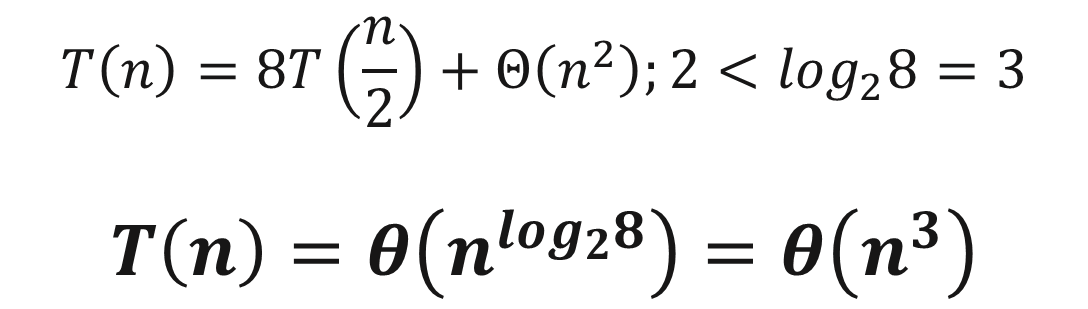 T(n) = 8T(n/2) + Θ(n²); 2 < log₂8 = 3
T(n) = θ(n^{log₂8}) = θ(n³)